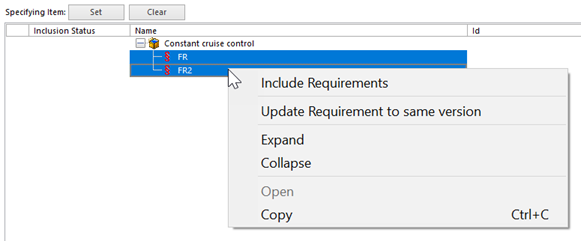 Specifying Item: Set Clear
Inclusion Status Name Id
Constant cruise control
FR
FR2
Include Requirements
Update Requirement to same version
Expand
Collapse
Open
Copy Ctrl+C